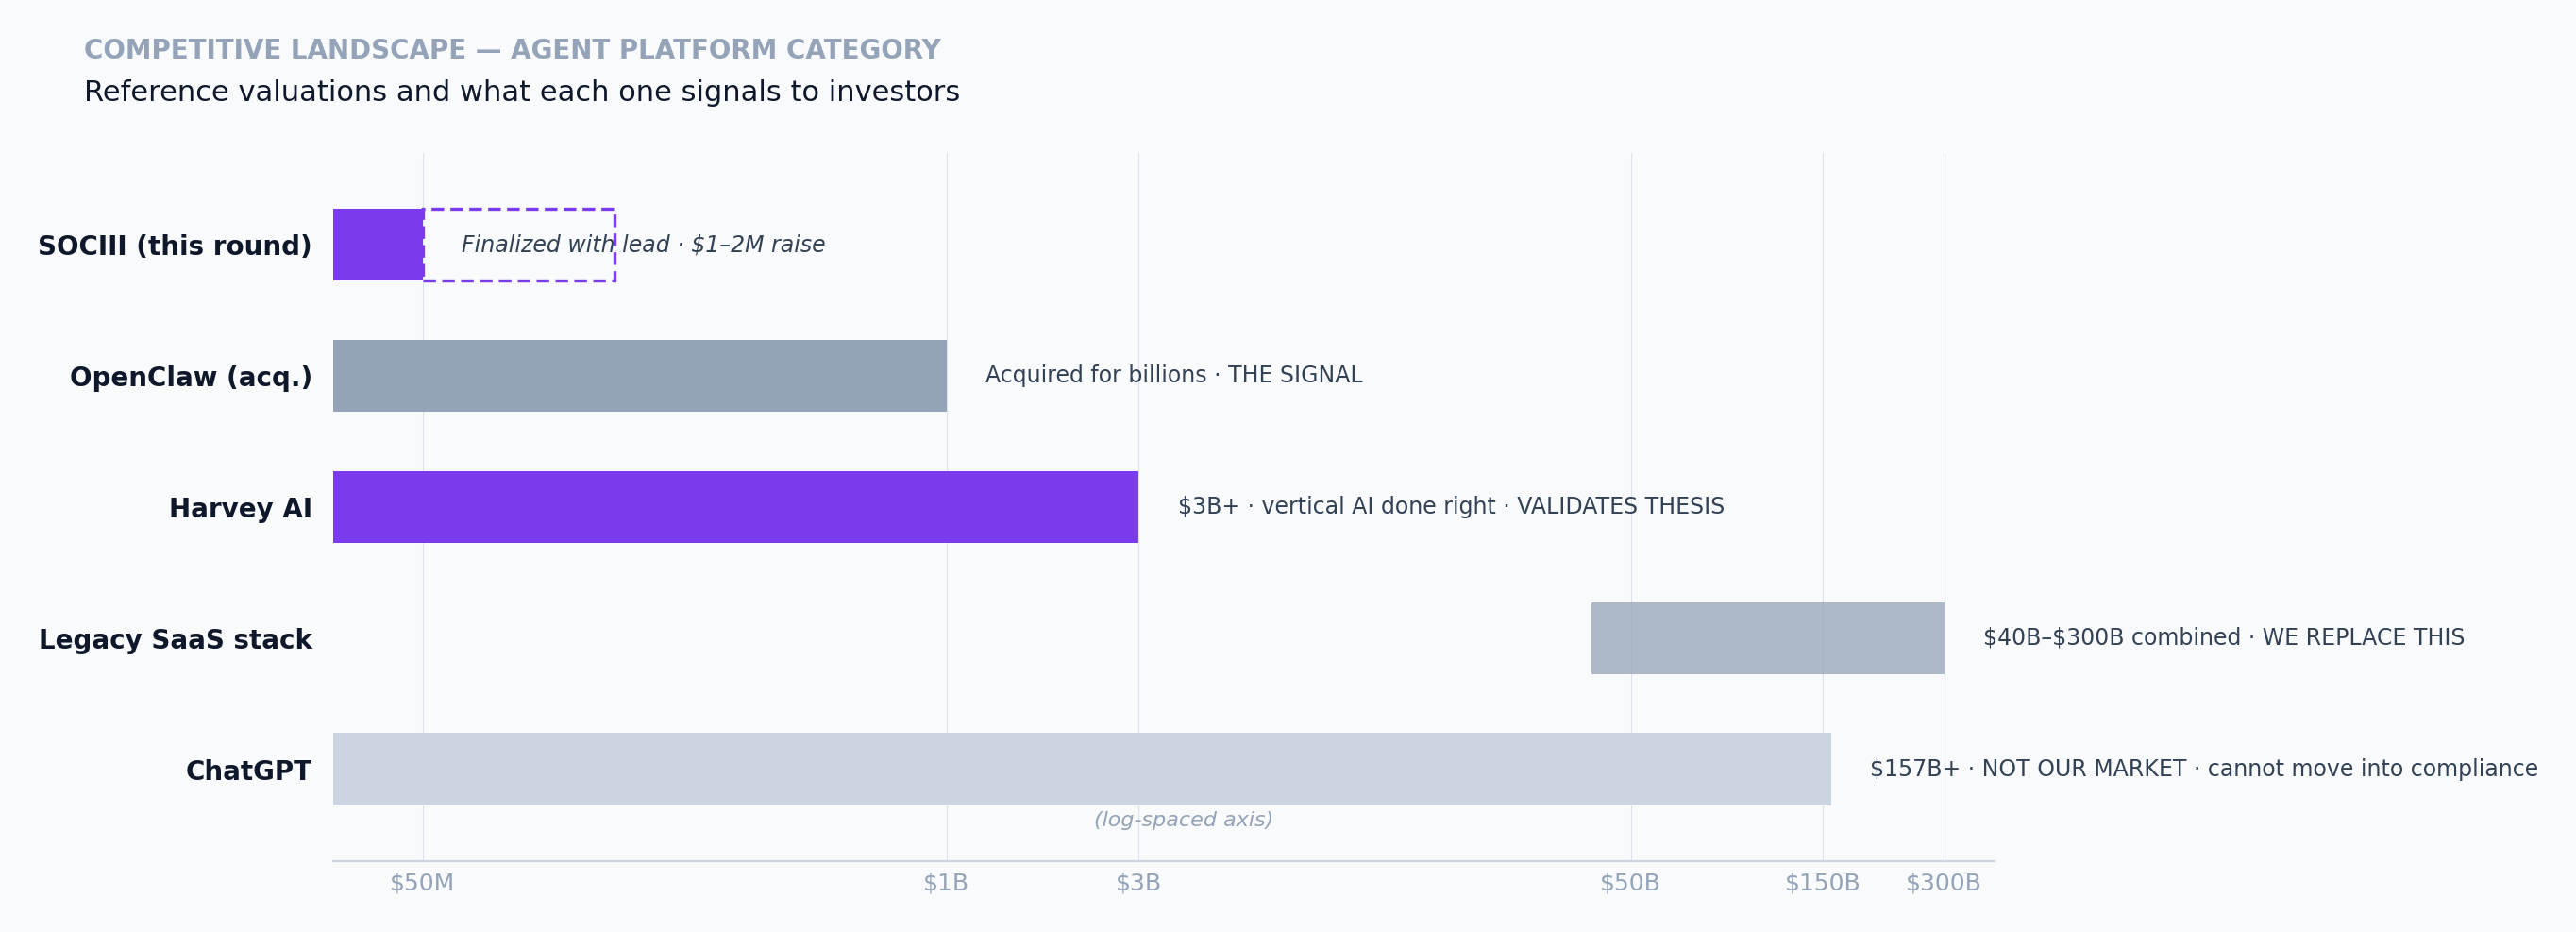 COMPETITIVE LANDSCAPE — AGENT PLATFORM CATEGORY
Reference valuations and what each one signals to investors
SOCIII (this round)
Finalized with lead · $1–2M raise
OpenClaw (acq.)
Acquired for billions · THE SIGNAL
Harvey AI
$3B+ · vertical AI done right · VALIDATES THESIS
Legacy SaaS stack
$40B–$300B combined · WE REPLACE THIS
ChatGPT
$157B+ · NOT OUR MARKET · cannot move into compliance
(log-spaced axis)
$50M $1B $3B $50B $150B $300B